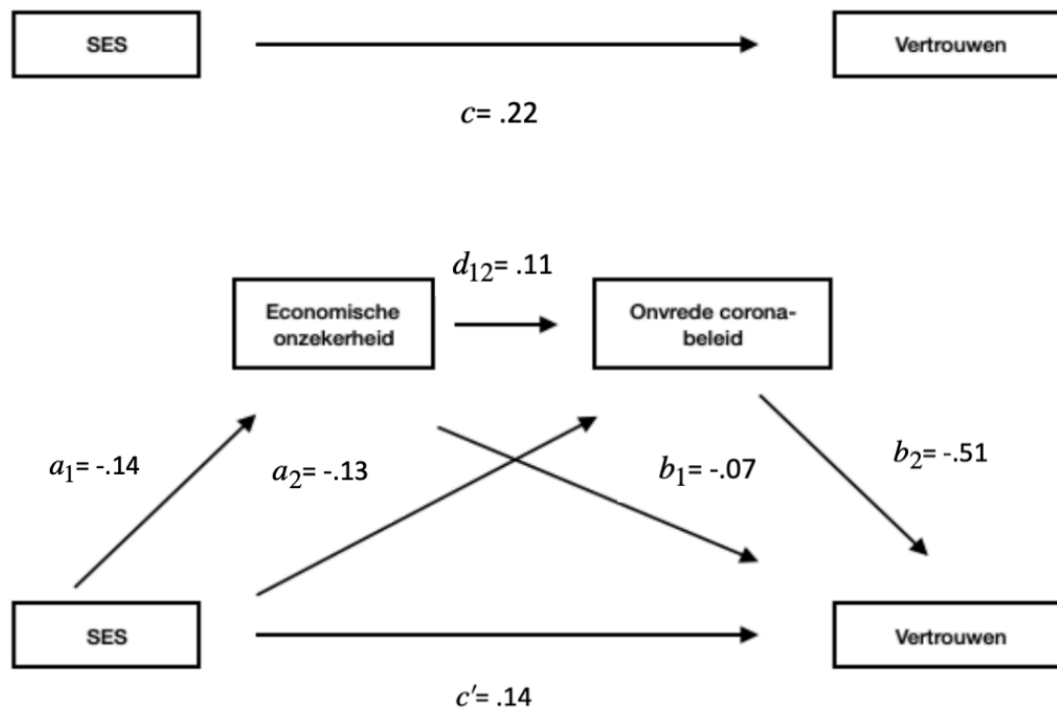 SES
Vertrouwen
c= .22
d12= .11
Economische
onzekerheid
Onvrede corona-
beleid
a1= -.14
a2= -.13
b1= -.07
b2= -.51
SES
Vertrouwen
c′= .14